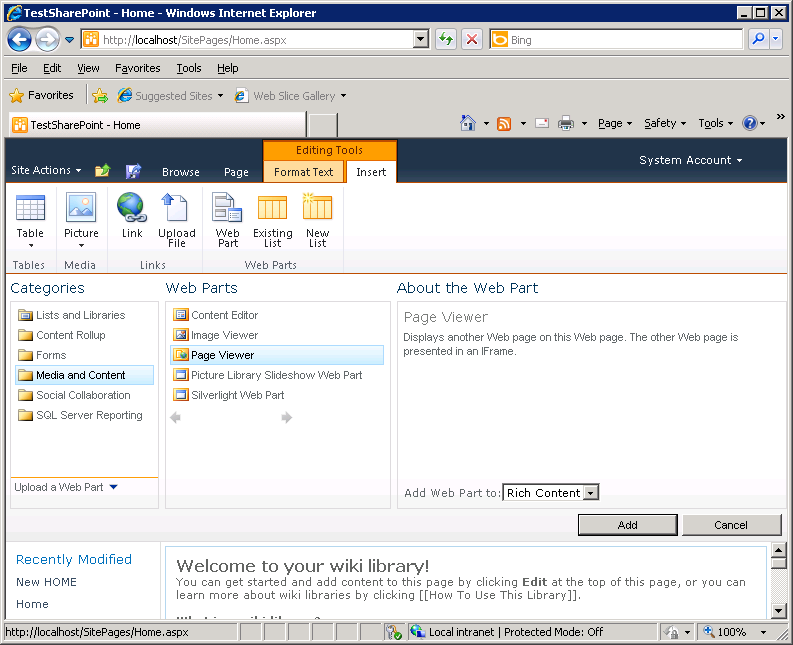 TestSharePoint - Home - Windows Internet Explorer
http://localhost/SitePages/Home.aspx
Bing
File Edit View Favorites Tools Help
Favorites Suggested Sites Web Slice Gallery
TestSharePoint - Home
Page Safety Tools
Editing Tools
Site Actions Browse Page Format Text Insert
System Account
Table Picture Link Upload File Web Part Existing List New List
Tables Media Links Web Parts
Categories
Lists and Libraries
Content Rollup
Forms
Media and Content
Social Collaboration
SQL Server Reporting
Upload a Web Part
Web Parts
Content Editor
Image Viewer
Page Viewer
Picture Library Slideshow Web Part
Silverlight Web Part
About the Web Part
Page Viewer
Displays another Web page on this Web page. The other Web page is
presented in an IFrame.
Add Web Part to: Rich Content
Add Cancel
Recently Modified
New HOME
Home
Welcome to your wiki library!
You can get started and add content to this page by clicking Edit at the top of this page, or you can
learn more about wiki libraries by clicking [[How To Use This Library]].
http://localhost/SitePages/Home.aspx
Local intranet | Protected Mode: Off
100%